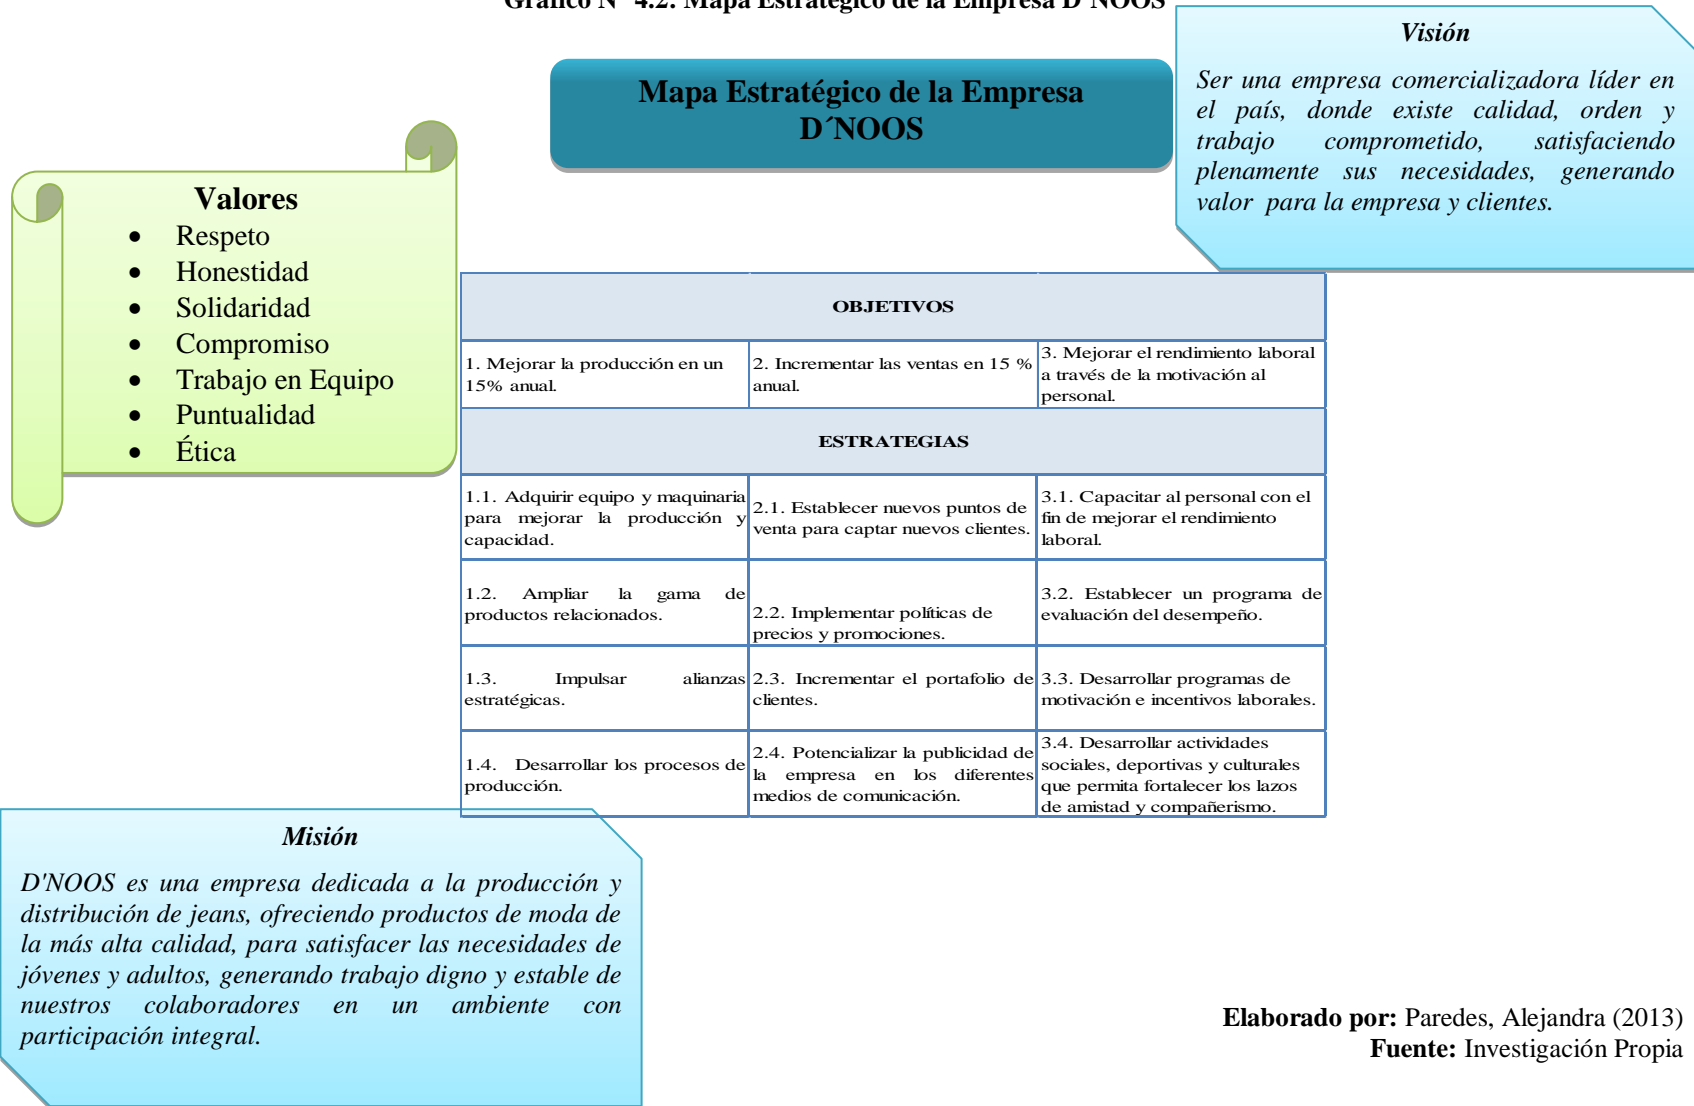 Gráfico N° 4.2: Mapa Estratégico de la Empresa D´NOOS
Mapa Estratégico de la Empresa
D´NOOS
Visión
Ser una empresa comercializadora líder en
el país, donde existe calidad, orden y
trabajo comprometido, satisfaciendo
plenamente sus necesidades, generando
valor para la empresa y clientes.
Valores
• Respeto
• Honestidad
• Solidaridad
• Compromiso
• Trabajo en Equipo
• Puntualidad
• Ética
OBJETIVOS
1. Mejorar la producción en un
15% anual.
2. Incrementar las ventas en 15 %
anual.
3. Mejorar el rendimiento laboral
a través de la motivación al
personal.
ESTRATEGIAS
1.1. Adquirir equipo y maquinaria
para mejorar la producción y
capacidad.
2.1. Establecer nuevos puntos de
venta para captar nuevos clientes.
3.1. Capacitar al personal con el
fin de mejorar el rendimiento
laboral.
1.2. Ampliar la gama de
productos relacionados.
2.2. Implementar políticas de
precios y promociones.
3.2. Establecer un programa de
evaluación del desempeño.
1.3. Impulsar alianzas
estratégicas.
2.3. Incrementar el portafolio de
clientes.
3.3. Desarrollar programas de
motivación e incentivos laborales.
1.4. Desarrollar los procesos de
producción.
2.4. Potencializar la publicidad de
la empresa en los diferentes
medios de comunicación.
3.4. Desarrollar actividades
sociales, deportivas y culturales
que permita fortalecer los lazos
de amistad y compañerismo.
Misión
D'NOOS es una empresa dedicada a la producción y
distribución de jeans, ofreciendo productos de moda de
la más alta calidad, para satisfacer las necesidades de
jóvenes y adultos, generando trabajo digno y estable de
nuestros colaboradores en un ambiente con
participación integral.
Elaborado por: Paredes, Alejandra (2013)
Fuente: Investigación Propia